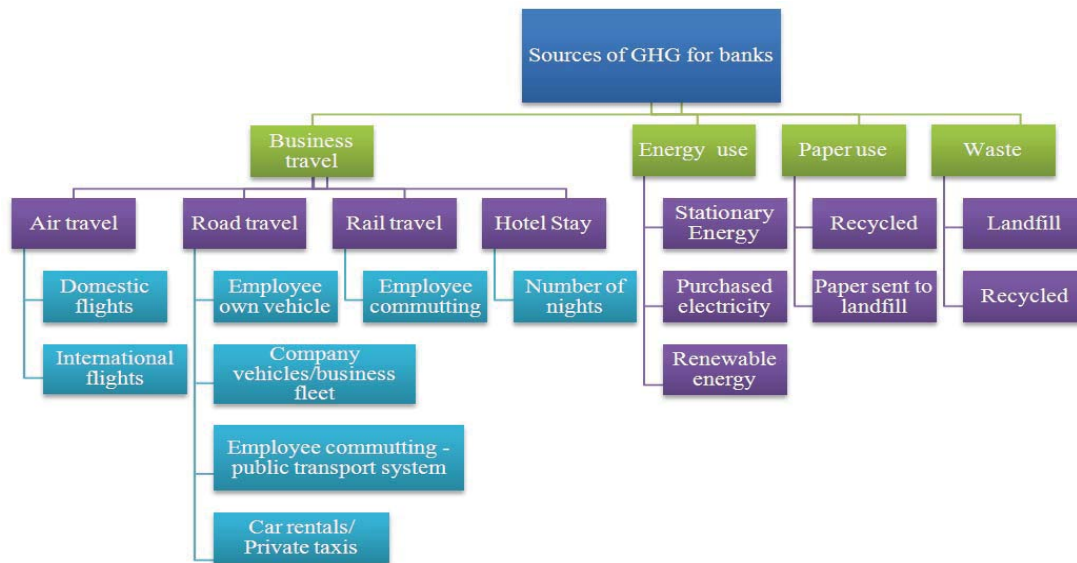 Sources of GHG for banks
Business
travel
Energy use
Paper use
Waste
Air travel
Road travel
Rail travel
Hotel Stay
Stationary
Energy
Recycled
Landfill
Domestic
flights
Employee
own vehicle
Employee
commutting
Number of
nights
Purchased
electricity
Paper sent to
landfill
Recycled
International
flights
Company
vehicles/business
fleet
Renewable
energy
Employee commutting -
public transport system
Car rentals/
Private taxis